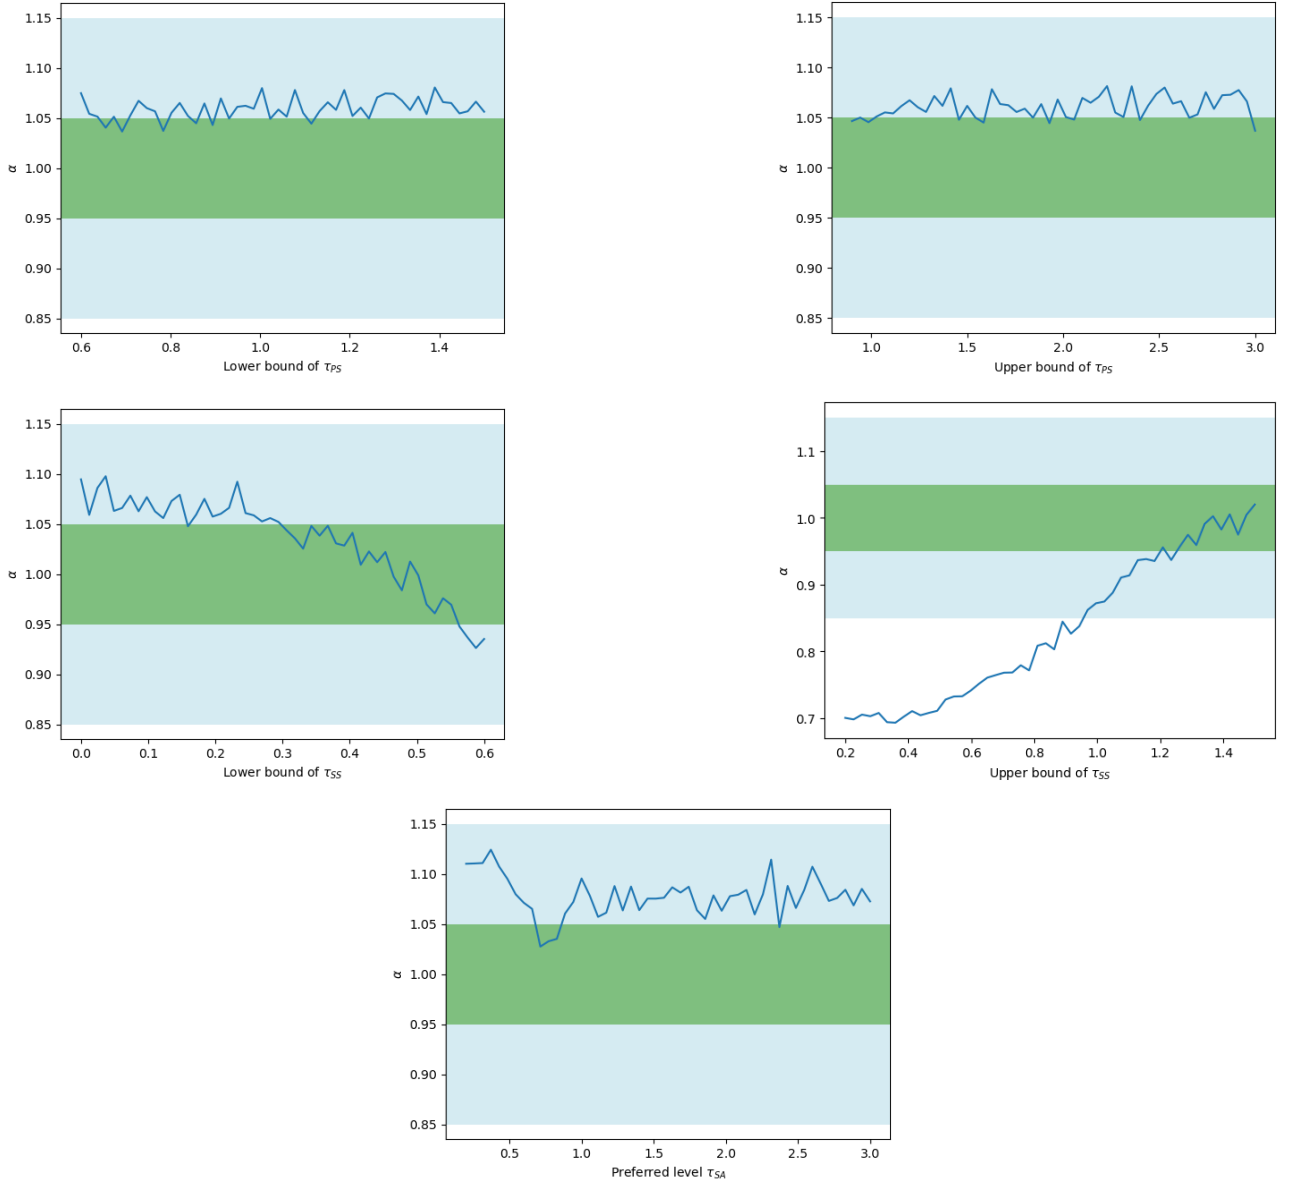 1.15
1.10
1.05
1.00
0.95
0.90
0.85
α
0.6 0.8 1.0 1.2 1.4
Lower bound of τ_PS
1.15
1.10
1.05
1.00
0.95
0.90
0.85
α
1.0 1.5 2.0 2.5 3.0
Upper bound of τ_PS
1.15
1.10
1.05
1.00
0.95
0.90
0.85
α
0.0 0.1 0.2 0.3 0.4 0.5 0.6
Lower bound of τ_SS
1.1
1.0
0.9
0.8
0.7
α
0.2 0.4 0.6 0.8 1.0 1.2 1.4
Upper bound of τ_SS
1.15
1.10
1.05
1.00
0.95
0.90
0.85
α
0.5 1.0 1.5 2.0 2.5 3.0
Preferred level τ_SA